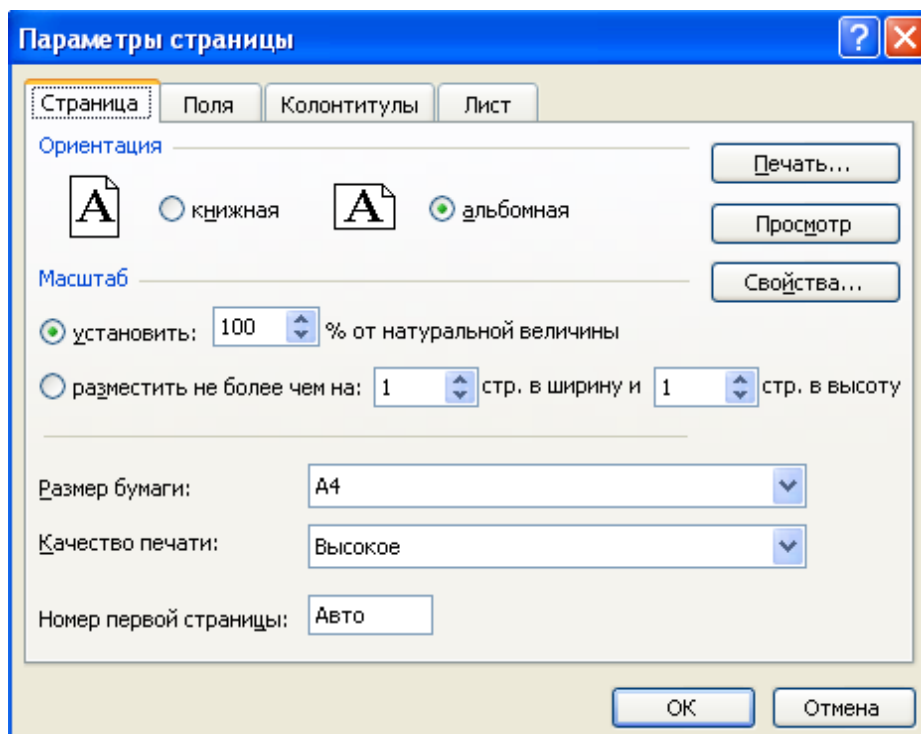 Параметры страницы
Страница Поля Колонтитулы Лист
Ориентация
Печать...
A книжная A альбомная
Просмотр
Масштаб
Свойства...
установить: 100 % от натуральной величины
разместить не более чем на: 1 стр. в ширину и 1 стр. в высоту
Размер бумаги: A4
Качество печати: Высокое
Номер первой страницы: Авто
ОК Отмена